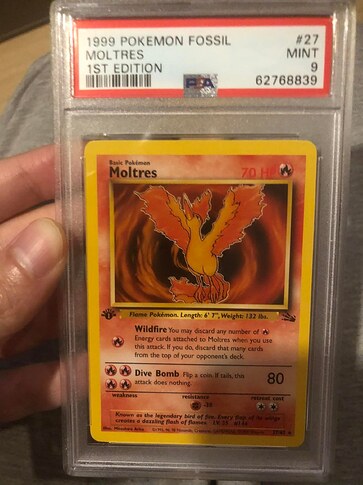 1999 POKEMON FOSSIL #27
MOLTRES MINT
1ST EDITION 9
PSA 62768839
Basic Pokémon
Moltres 70 HP
Flame Pokémon. Length: 6' 7", Weight: 132 lbs.
Wildfire You may discard any number of
Energy cards attached to Moltres when you use
this attack. If you do, discard that many cards
from the top of your opponent's deck.
Dive Bomb Flip a coin. If tails, this
attack does nothing. 80
weakness resistance retreat cost
-30
Known as the legendary bird of fire. Every flap of its wings
creates a dazzling flash of flames. LV. 35 #146